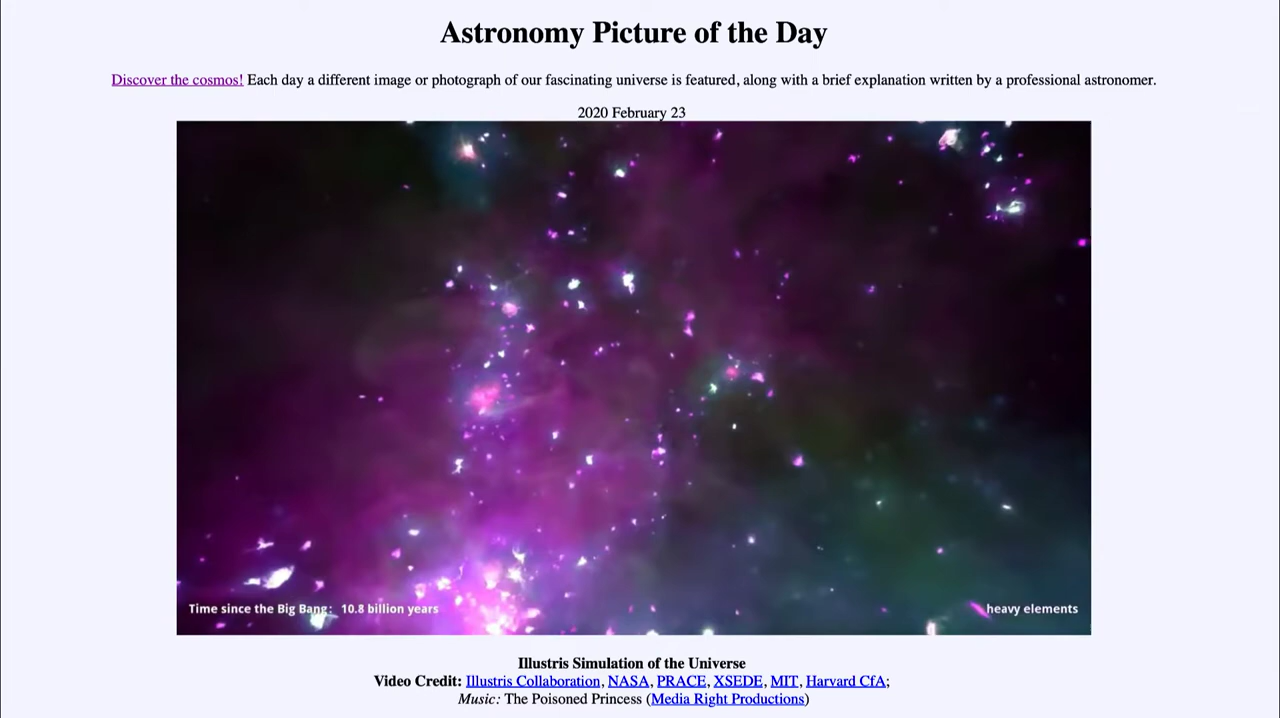 Astronomy Picture of the Day
Discover the cosmos! Each day a different image or photograph of our fascinating universe is featured, along with a brief explanation written by a professional astronomer.
2020 February 23
Time since the Big Bang: 10.8 billion years
heavy elements
Illustris Simulation of the Universe
Video Credit: Illustris Collaboration, NASA, PRACE, XSEDE, MIT, Harvard CfA;
Music: The Poisoned Princess (Media Right Productions)